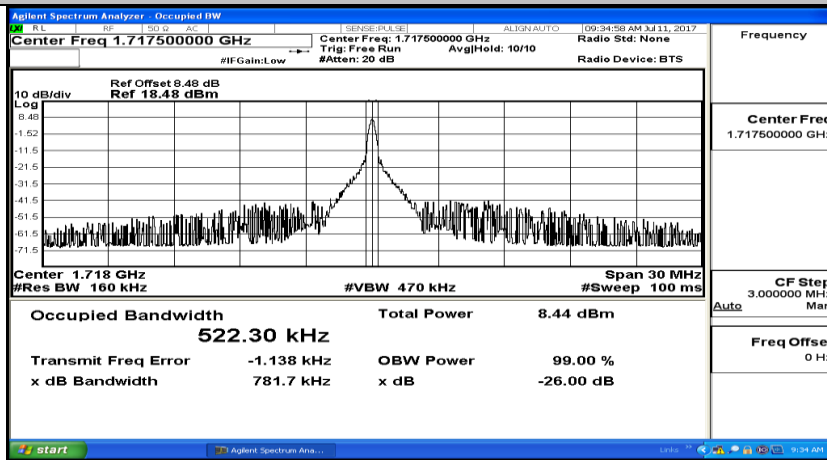 Agilent Spectrum Analyzer - Occupied BW
LXI RL RF 50 Ω AC SENSE:PULSE ALIGN AUTO 09:34:58 AM Jul 11, 2017
Center Freq 1.717500000 GHz Center Freq: 1.717500000 GHz Radio Std: None Frequency
Trig: Free Run Avg|Hold: 10/10
#IFGain:Low #Atten: 20 dB Radio Device: BTS
Ref Offset 8.48 dB
10 dB/div Ref 18.48 dBm
Log
8.48
-1.52
-11.5
-21.5
-31.5
-41.5
-51.5
-61.5
-71.5
Center Freq
1.717500000 GHz
Center 1.718 GHz Span 30 MHz
#Res BW 160 kHz #VBW 470 kHz #Sweep 100 ms
CF Step
3.000000 MHz
Auto Man
Occupied Bandwidth Total Power 8.44 dBm
522.30 kHz
Transmit Freq Error -1.138 kHz OBW Power 99.00 %
x dB Bandwidth 781.7 kHz x dB -26.00 dB
Freq Offset
0 Hz
start Agilent Spectrum Ana... Links 9:34 AM